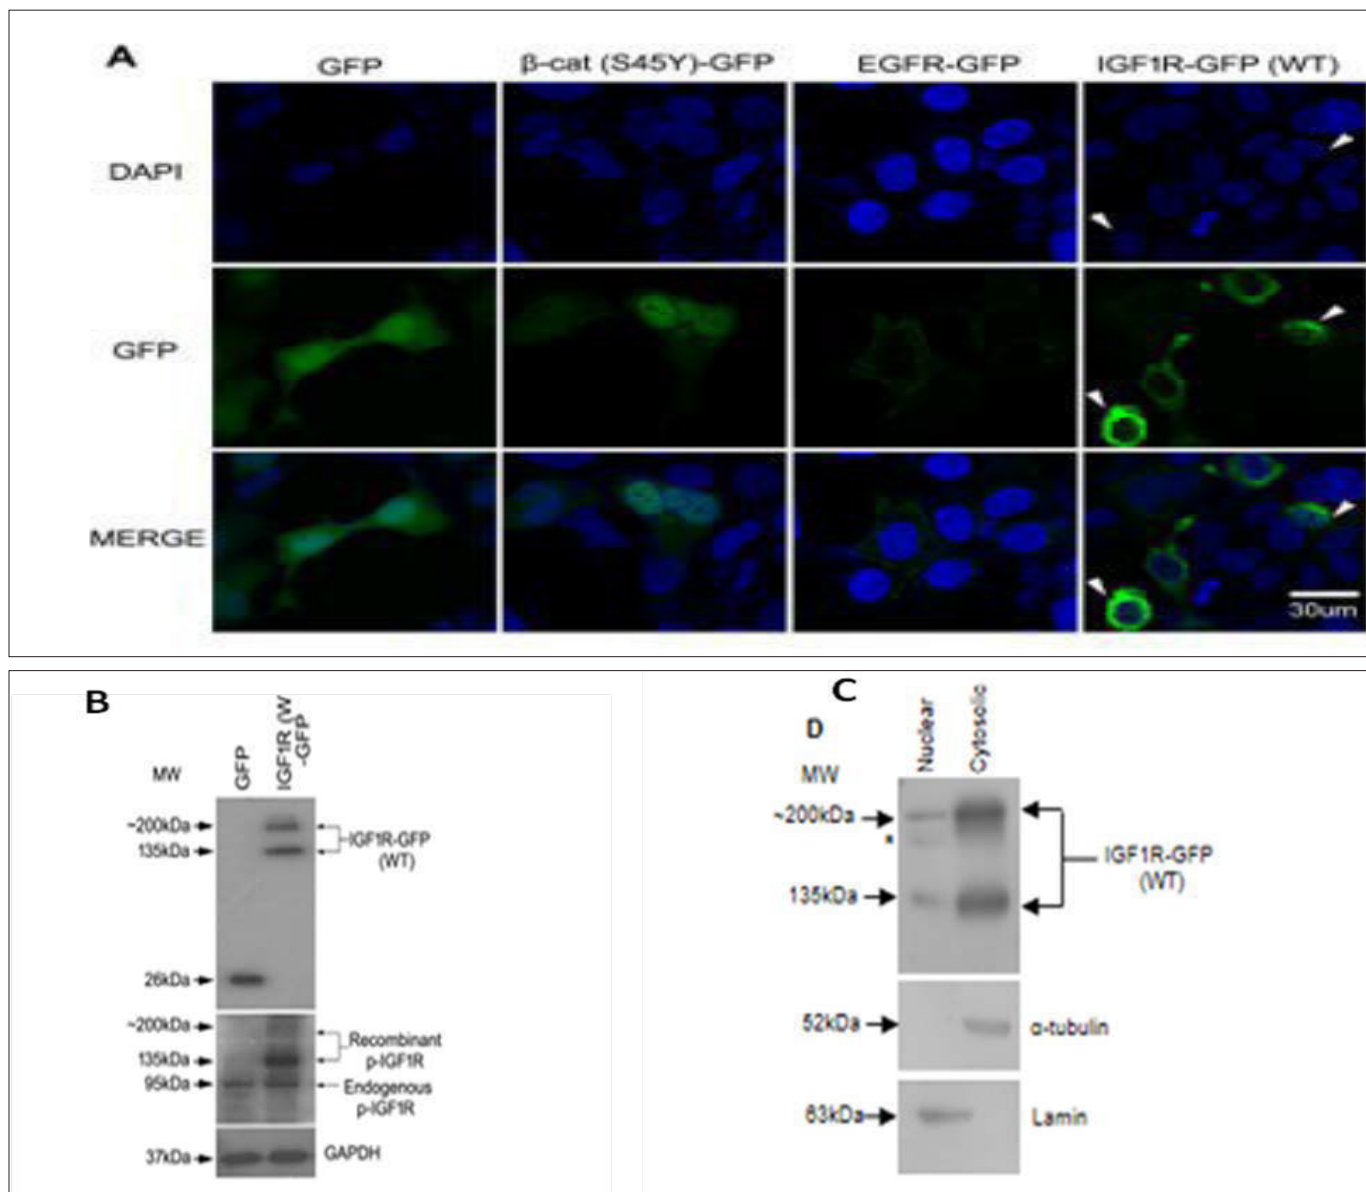 A
GFP
β-cat (S45Y)-GFP
EGFR-GFP
IGF1R-GFP (WT)
DAPI
GFP
MERGE
30um
B
MW
GFP
IGF1R (W
-GFP
~200kDa
135kDa
IGF1R-GFP
(WT)
26kDa
~200kDa
135kDa
95kDa
Recombinant
p-IGF1R
Endogenous
p-IGF1R
37kDa
GAPDH
C
D
MW
Nuclear
Cytosolic
~200kDa
*
135kDa
IGF1R-GFP
(WT)
52kDa
α-tubulin
63kDa
Lamin